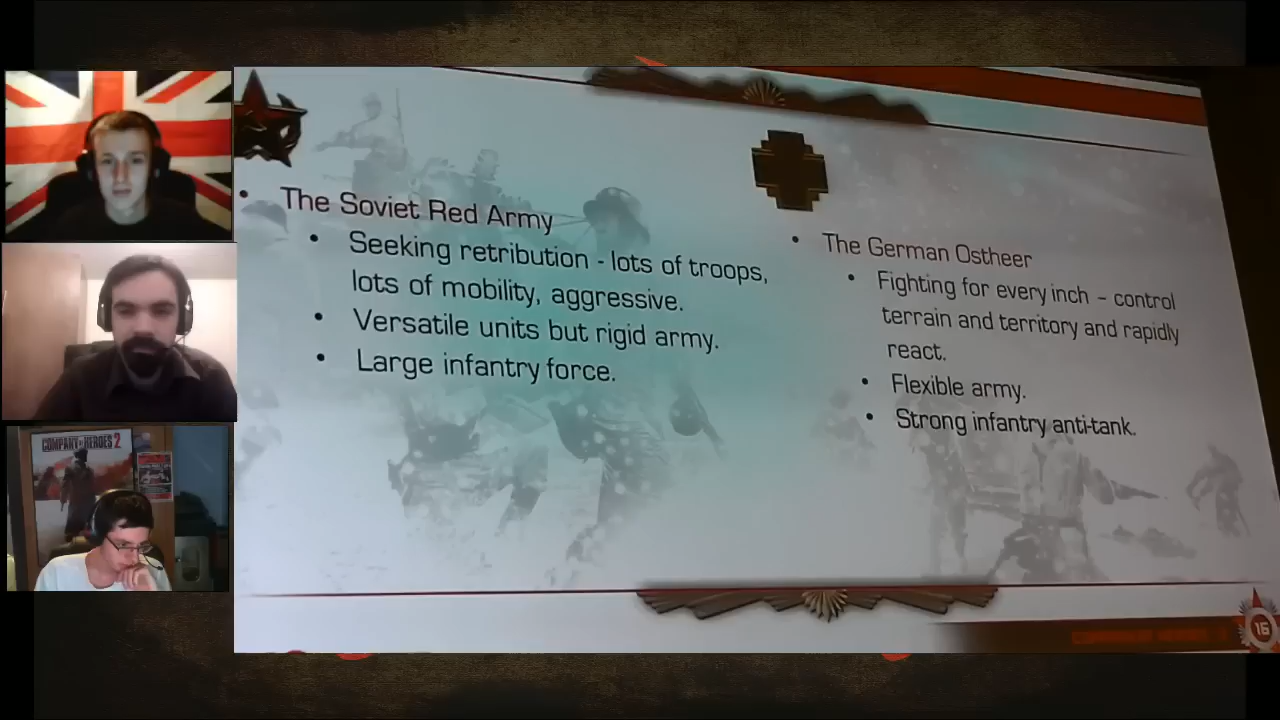 The Soviet Red Army
Seeking retribution - lots of troops,
lots of mobility, aggressive.
Versatile units but rigid army.
Large infantry force.
The German Ostheer
Fighting for every inch – control
terrain and territory and rapidly
react.
Flexible army.
Strong infantry anti-tank.
COMPANY OF HEROES 2
16